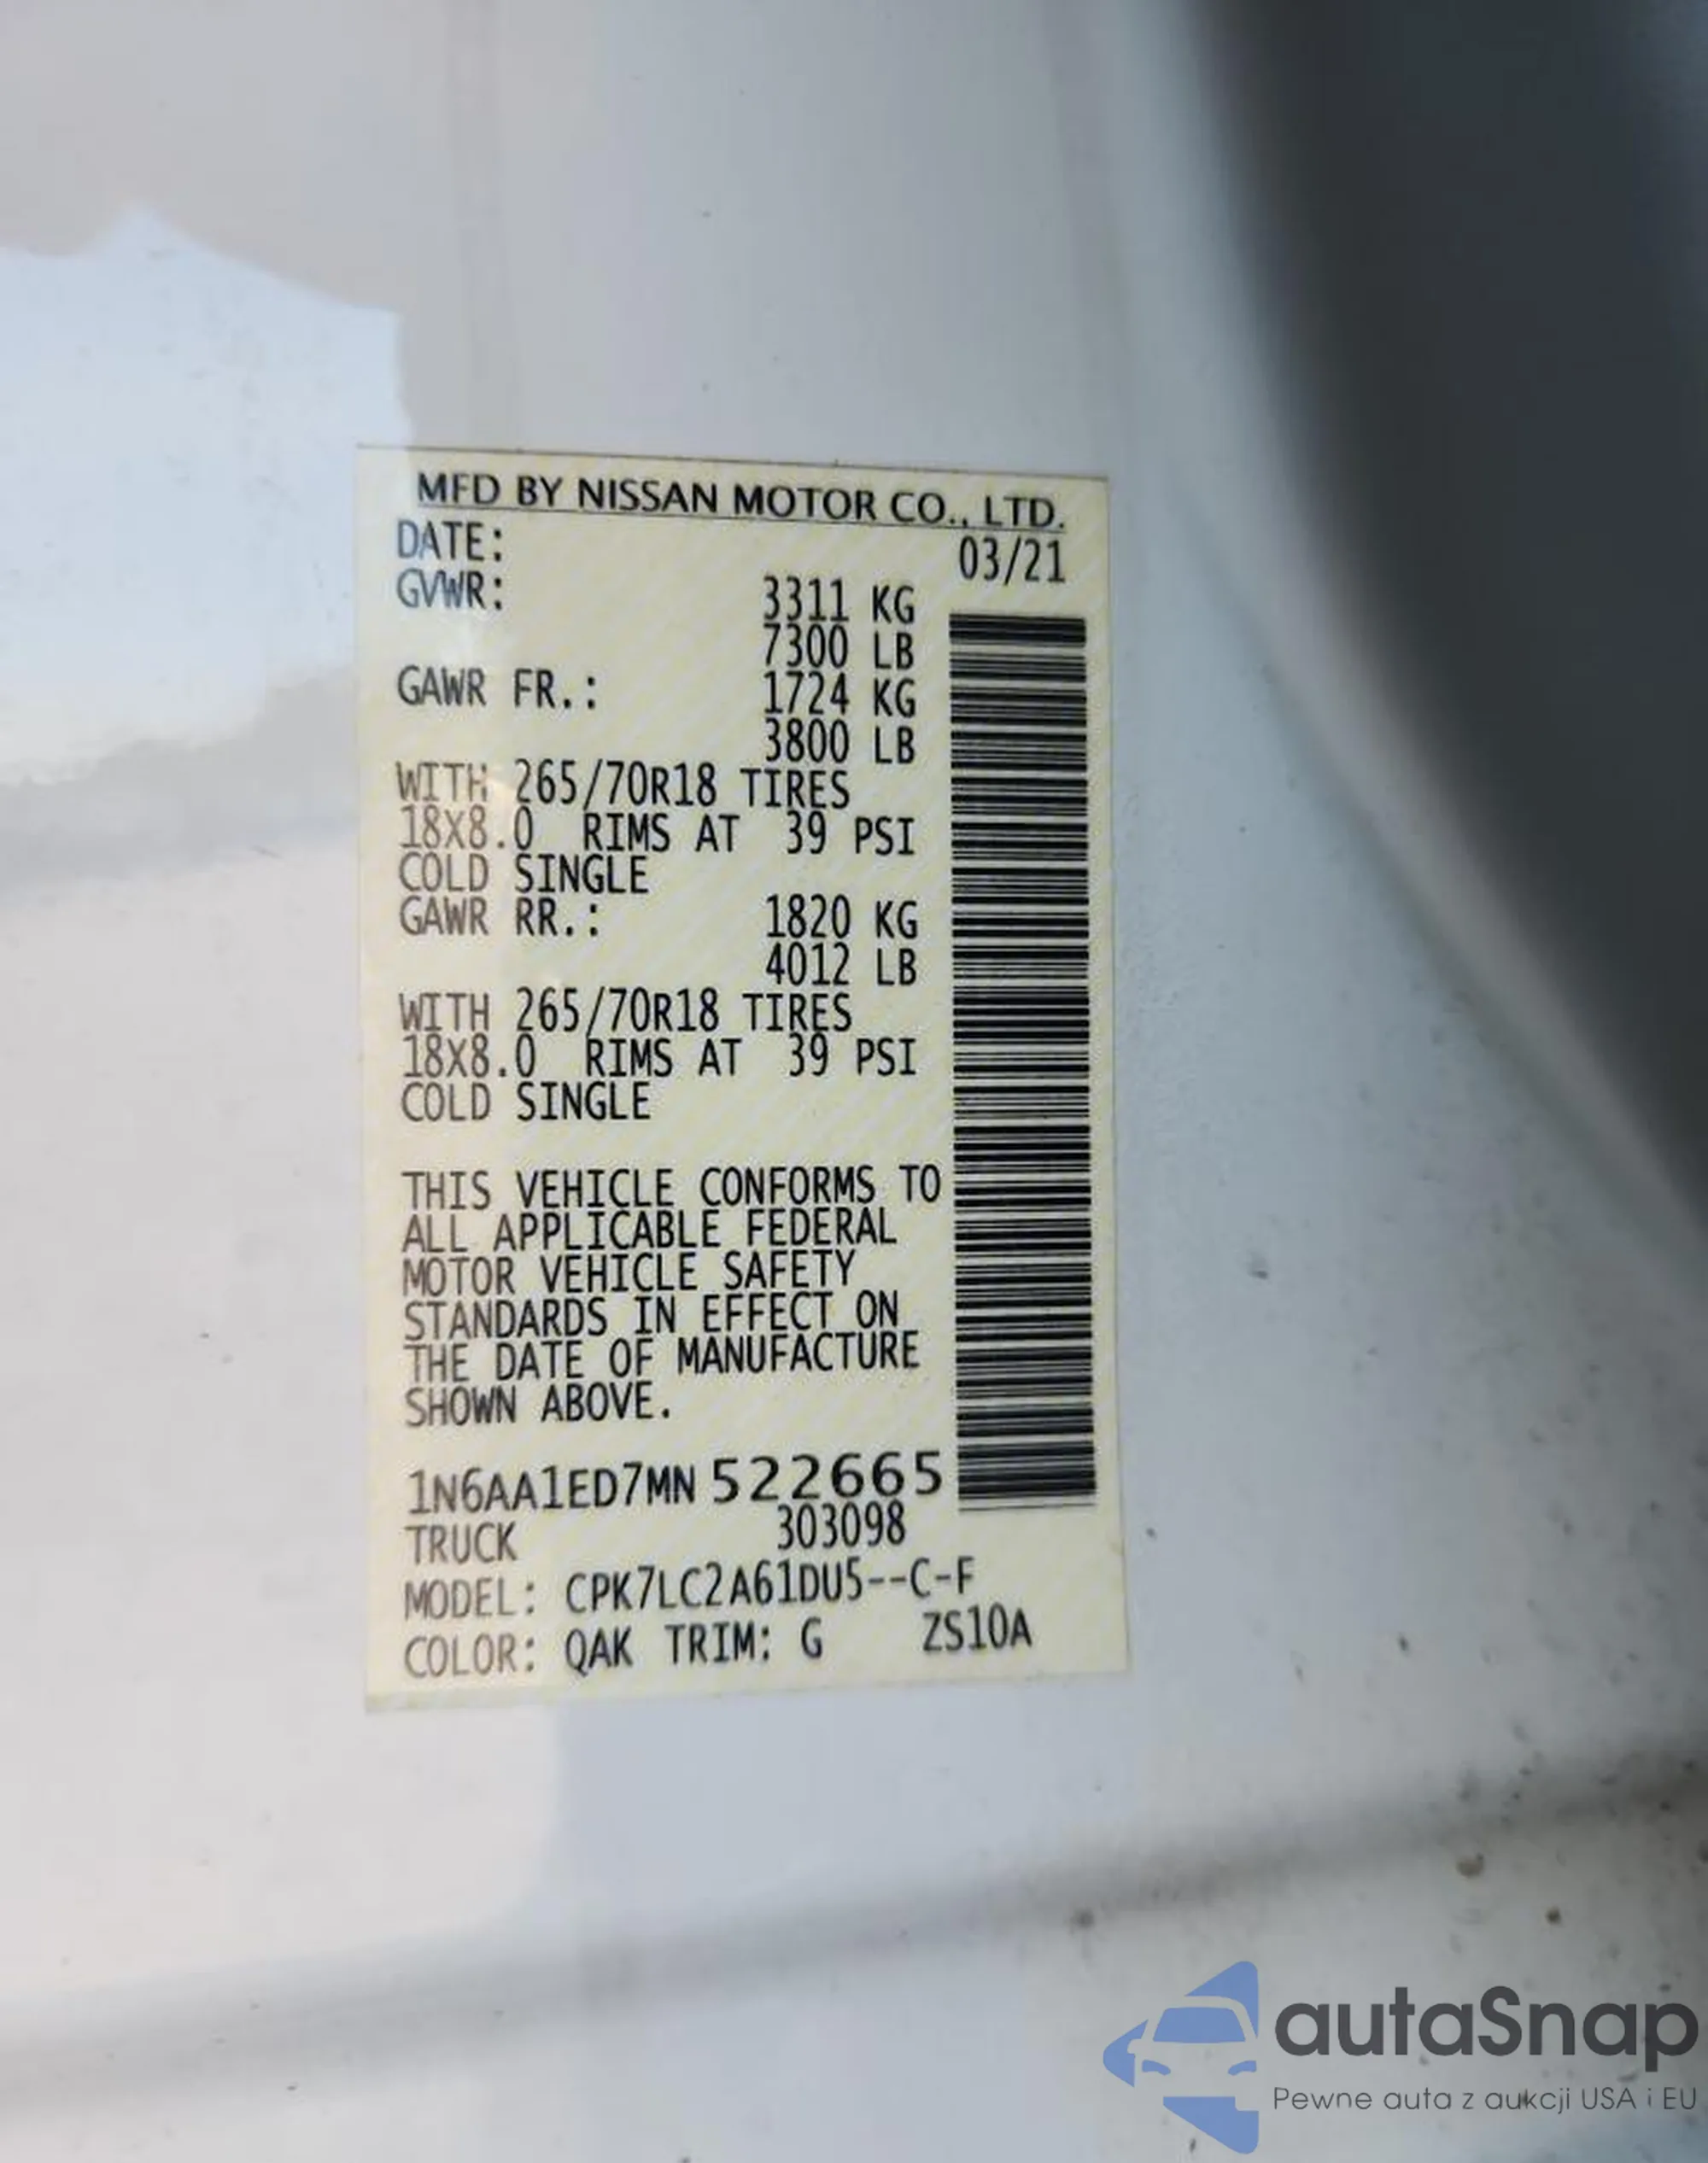 MFD BY NISSAN MOTOR CO., LTD.
DATE: 03/21
GVWR: 3311 KG
7300 LB
GAWR FR.: 1724 KG
3800 LB
WITH 265/70R18 TIRES
18X8.0 RIMS AT 39 PSI
COLD SINGLE
GAWR RR.: 1820 KG
4012 LB
WITH 265/70R18 TIRES
18X8.0 RIMS AT 39 PSI
COLD SINGLE
THIS VEHICLE CONFORMS TO
ALL APPLICABLE FEDERAL
MOTOR VEHICLE SAFETY
STANDARDS IN EFFECT ON
THE DATE OF MANUFACTURE
SHOWN ABOVE.
1N6AA1ED7MN522665
TRUCK 303098
MODEL: CPK7LC2A61DU5--C-F
COLOR: QAK TRIM: G ZS10A
autaSnap
Pewne auta z aukcji USA i EU